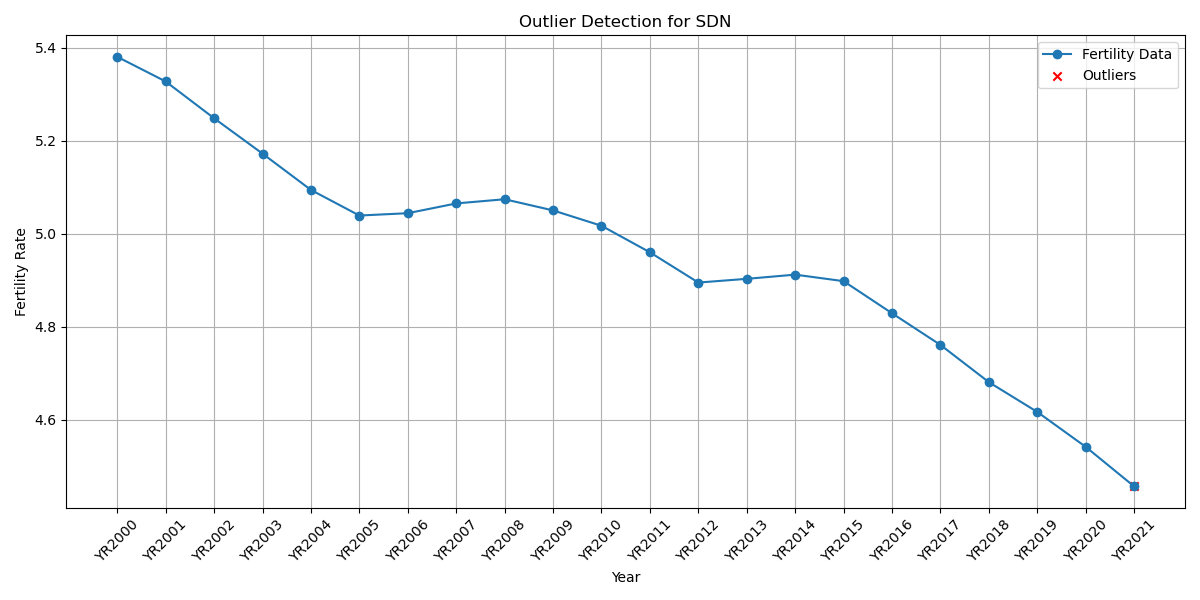 Outlier Detection for SDN
Fertility Data
Outliers
5.4
5.2
5.0
4.8
4.6
Fertility Rate
YR2000
YR2001
YR2002
YR2003
YR2004
YR2005
YR2006
YR2007
YR2008
YR2009
YR2010
YR2011
YR2012
YR2013
YR2014
YR2015
YR2016
YR2017
YR2018
YR2019
YR2020
YR2021
Year